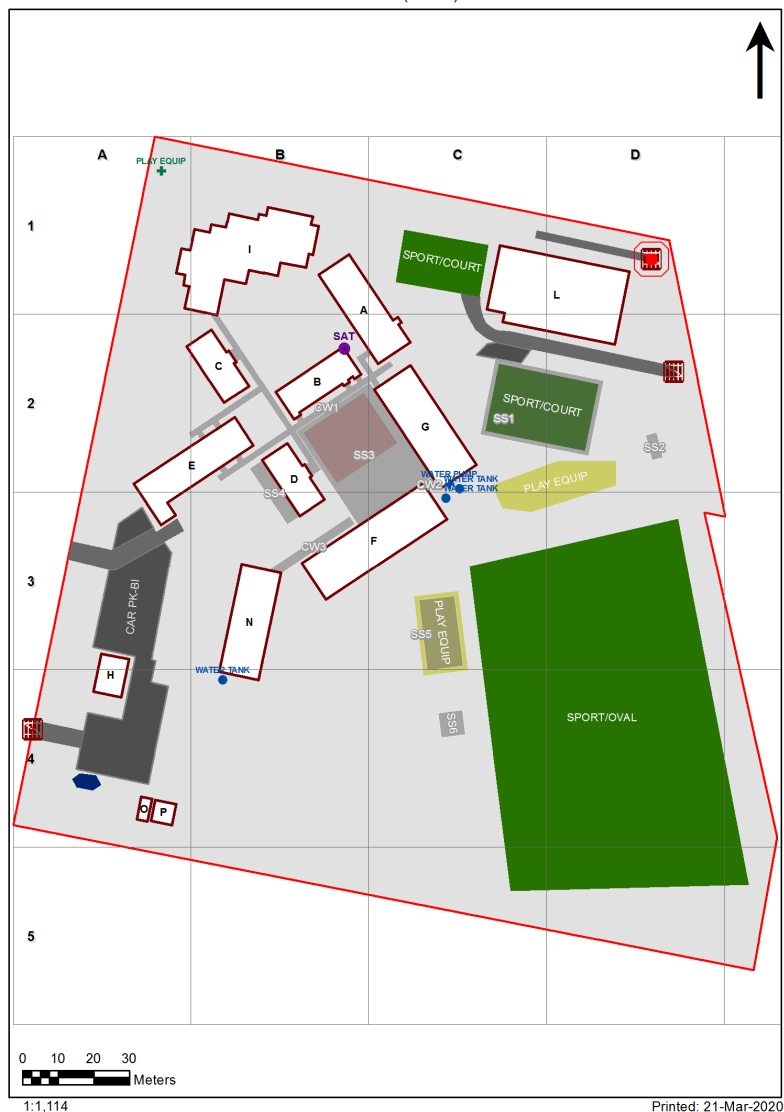 A B C D
PLAY EQUIP
1
I
SPORT/COURT
L
A
SAT
C
B
2
CW1
SPORT/COURT
SS1
G
SS3
SS2
E
D
WATER PUMP
WATER TANK
CW2
WATER TANK
PLAY EQUIP
SS4
F
CW3
3
CAR PK-BI
N
PLAY EQUIP
SS5
WATER TANK
H
SPORT/OVAL
SS6
4
O P
5
0 10 20 30
Meters
1:1,114
Printed: 21-Mar-2020